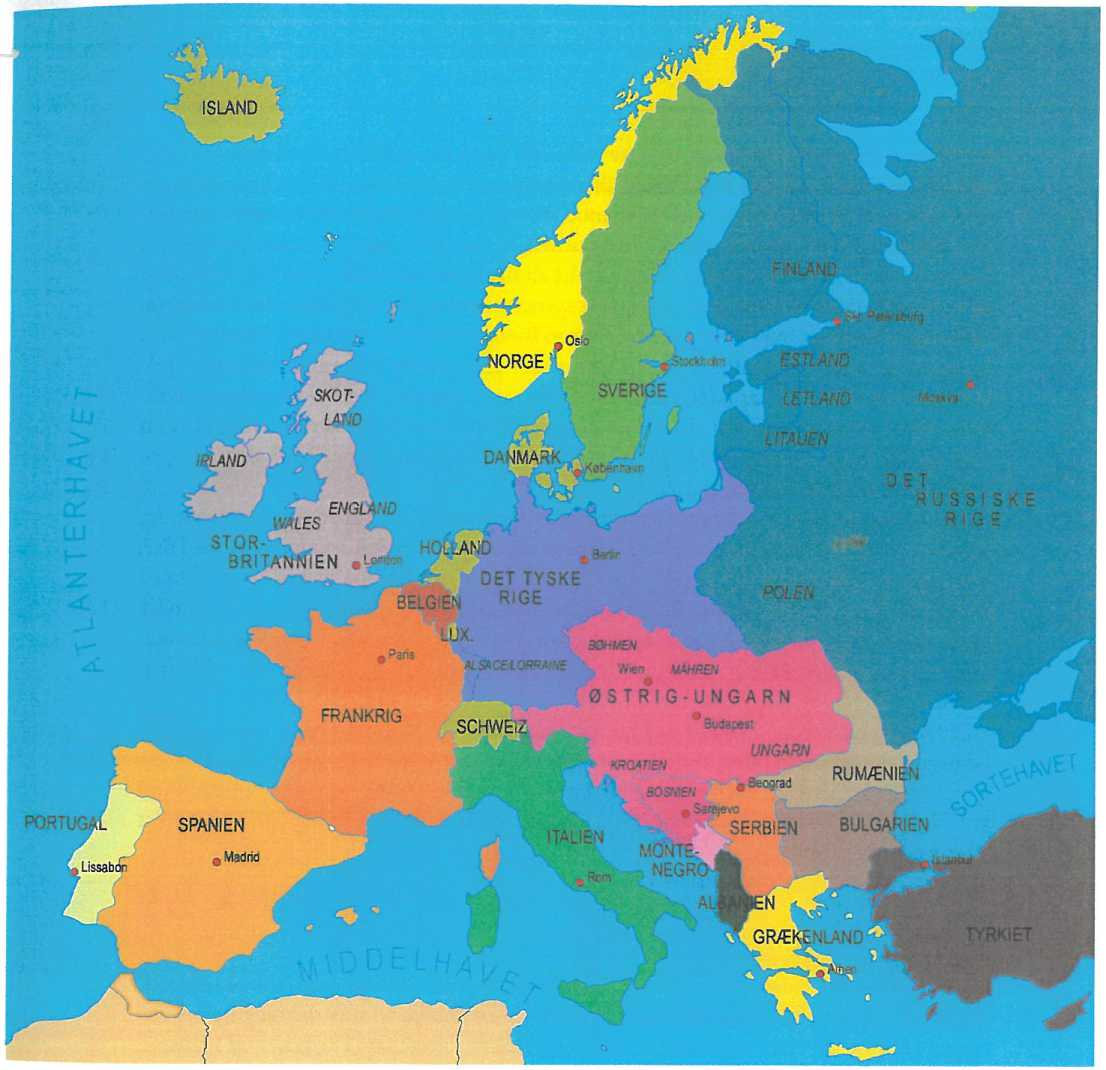 ISLAND
FINLAND
Skt. Petersburg
Oslo
NORGE
Stockholm
SVERIGE
ESTLAND
LETLAND
Moskva
LITAUEN
SKOT-
LAND
IRLAND
DANMARK
København
ATLANTERHAVET
DET
RUSSISKE
RIGE
ENGLAND
WALES
STOR-
BRITANNIEN
London
HOLLAND
Berlin
DET TYSKE
RIGE
POLEN
BELGIEN
LUX.
BØHMEN
Paris
ALSACE/LORRAINE
Wien
MÄHREN
ØSTRIG-UNGARN
FRANKRIG
SCHWEIZ
Budapest
UNGARN
KROATIEN
RUMÆNIEN
BOSNIEN
Beograd
SORTEHAVET
Sarejevo
PORTUGAL
SPANIEN
ITALIEN
SERBIEN
BULGARIEN
MONTE-
NEGRO
Lissabon
Madrid
Rom
Istanbul
ALBANIEN
GRÆKENLAND
TYRKIET
MIDDELHAVET
Athen